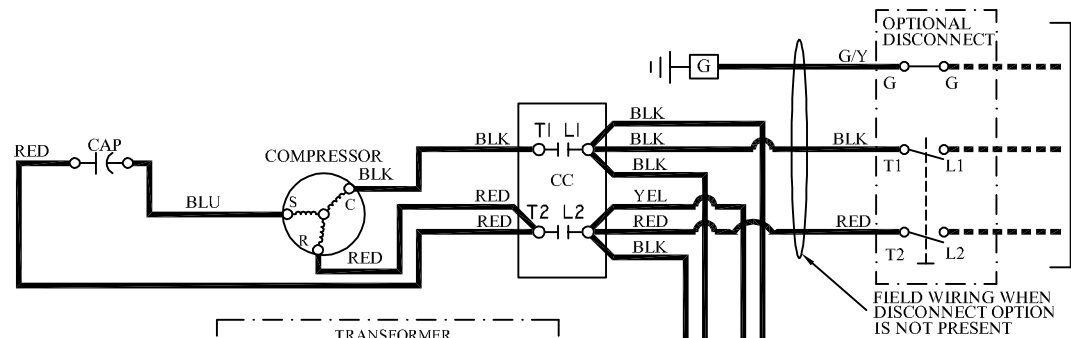 OPTIONAL
DISCONNECT
G/Y
G
G
G
BLK
BLK
T1 L1
BLK
BLK
T1
L1
RED
CAP
COMPRESSOR
BLK
BLK
CC
S
C
BLU
RED
YEL
T2 L2
RED
RED
RED
R
RED
BLK
T2
L2
FIELD WIRING WHEN
DISCONNECT OPTION
IS NOT PRESENT
TRANSFORMER